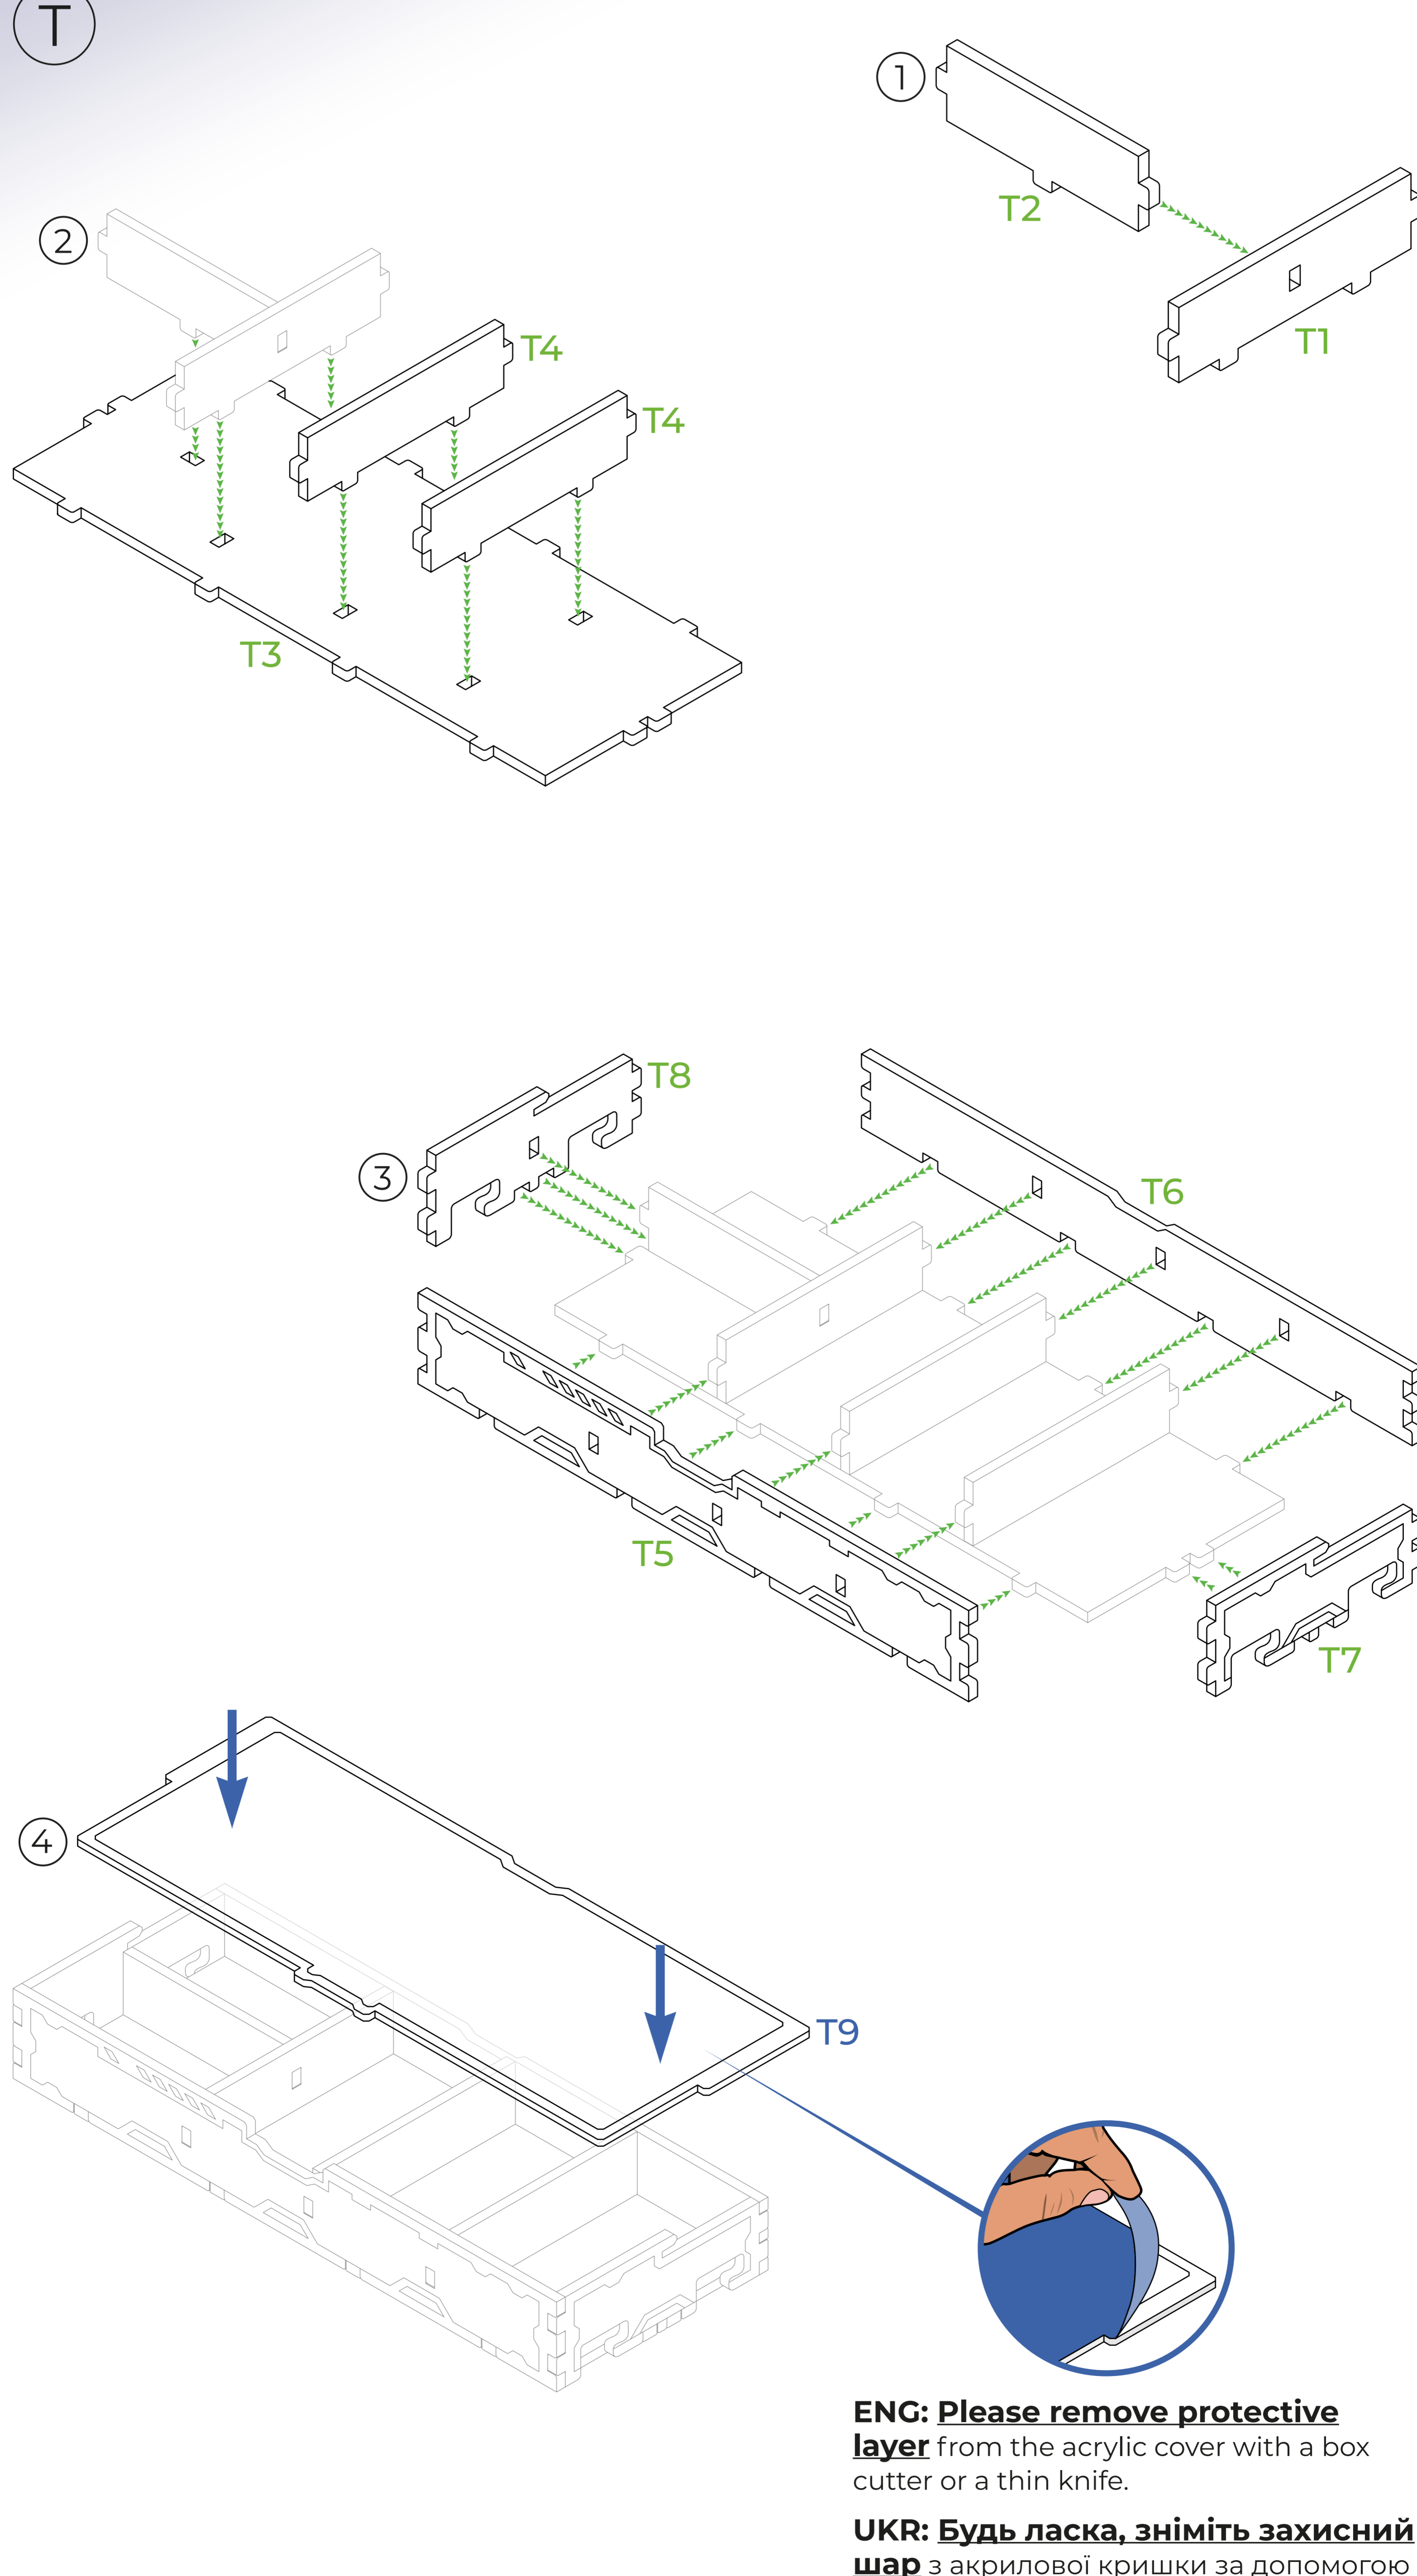 T
1
T2
T1
2
T4
T4
T3
T8
3
T6
T5
T7
4
T9
ENG: Please remove protective
layer from the acrylic cover with a box
cutter or a thin knife.
UKR: Будь ласка, зніміть захисний
шар з акрилової кришки за допомогою